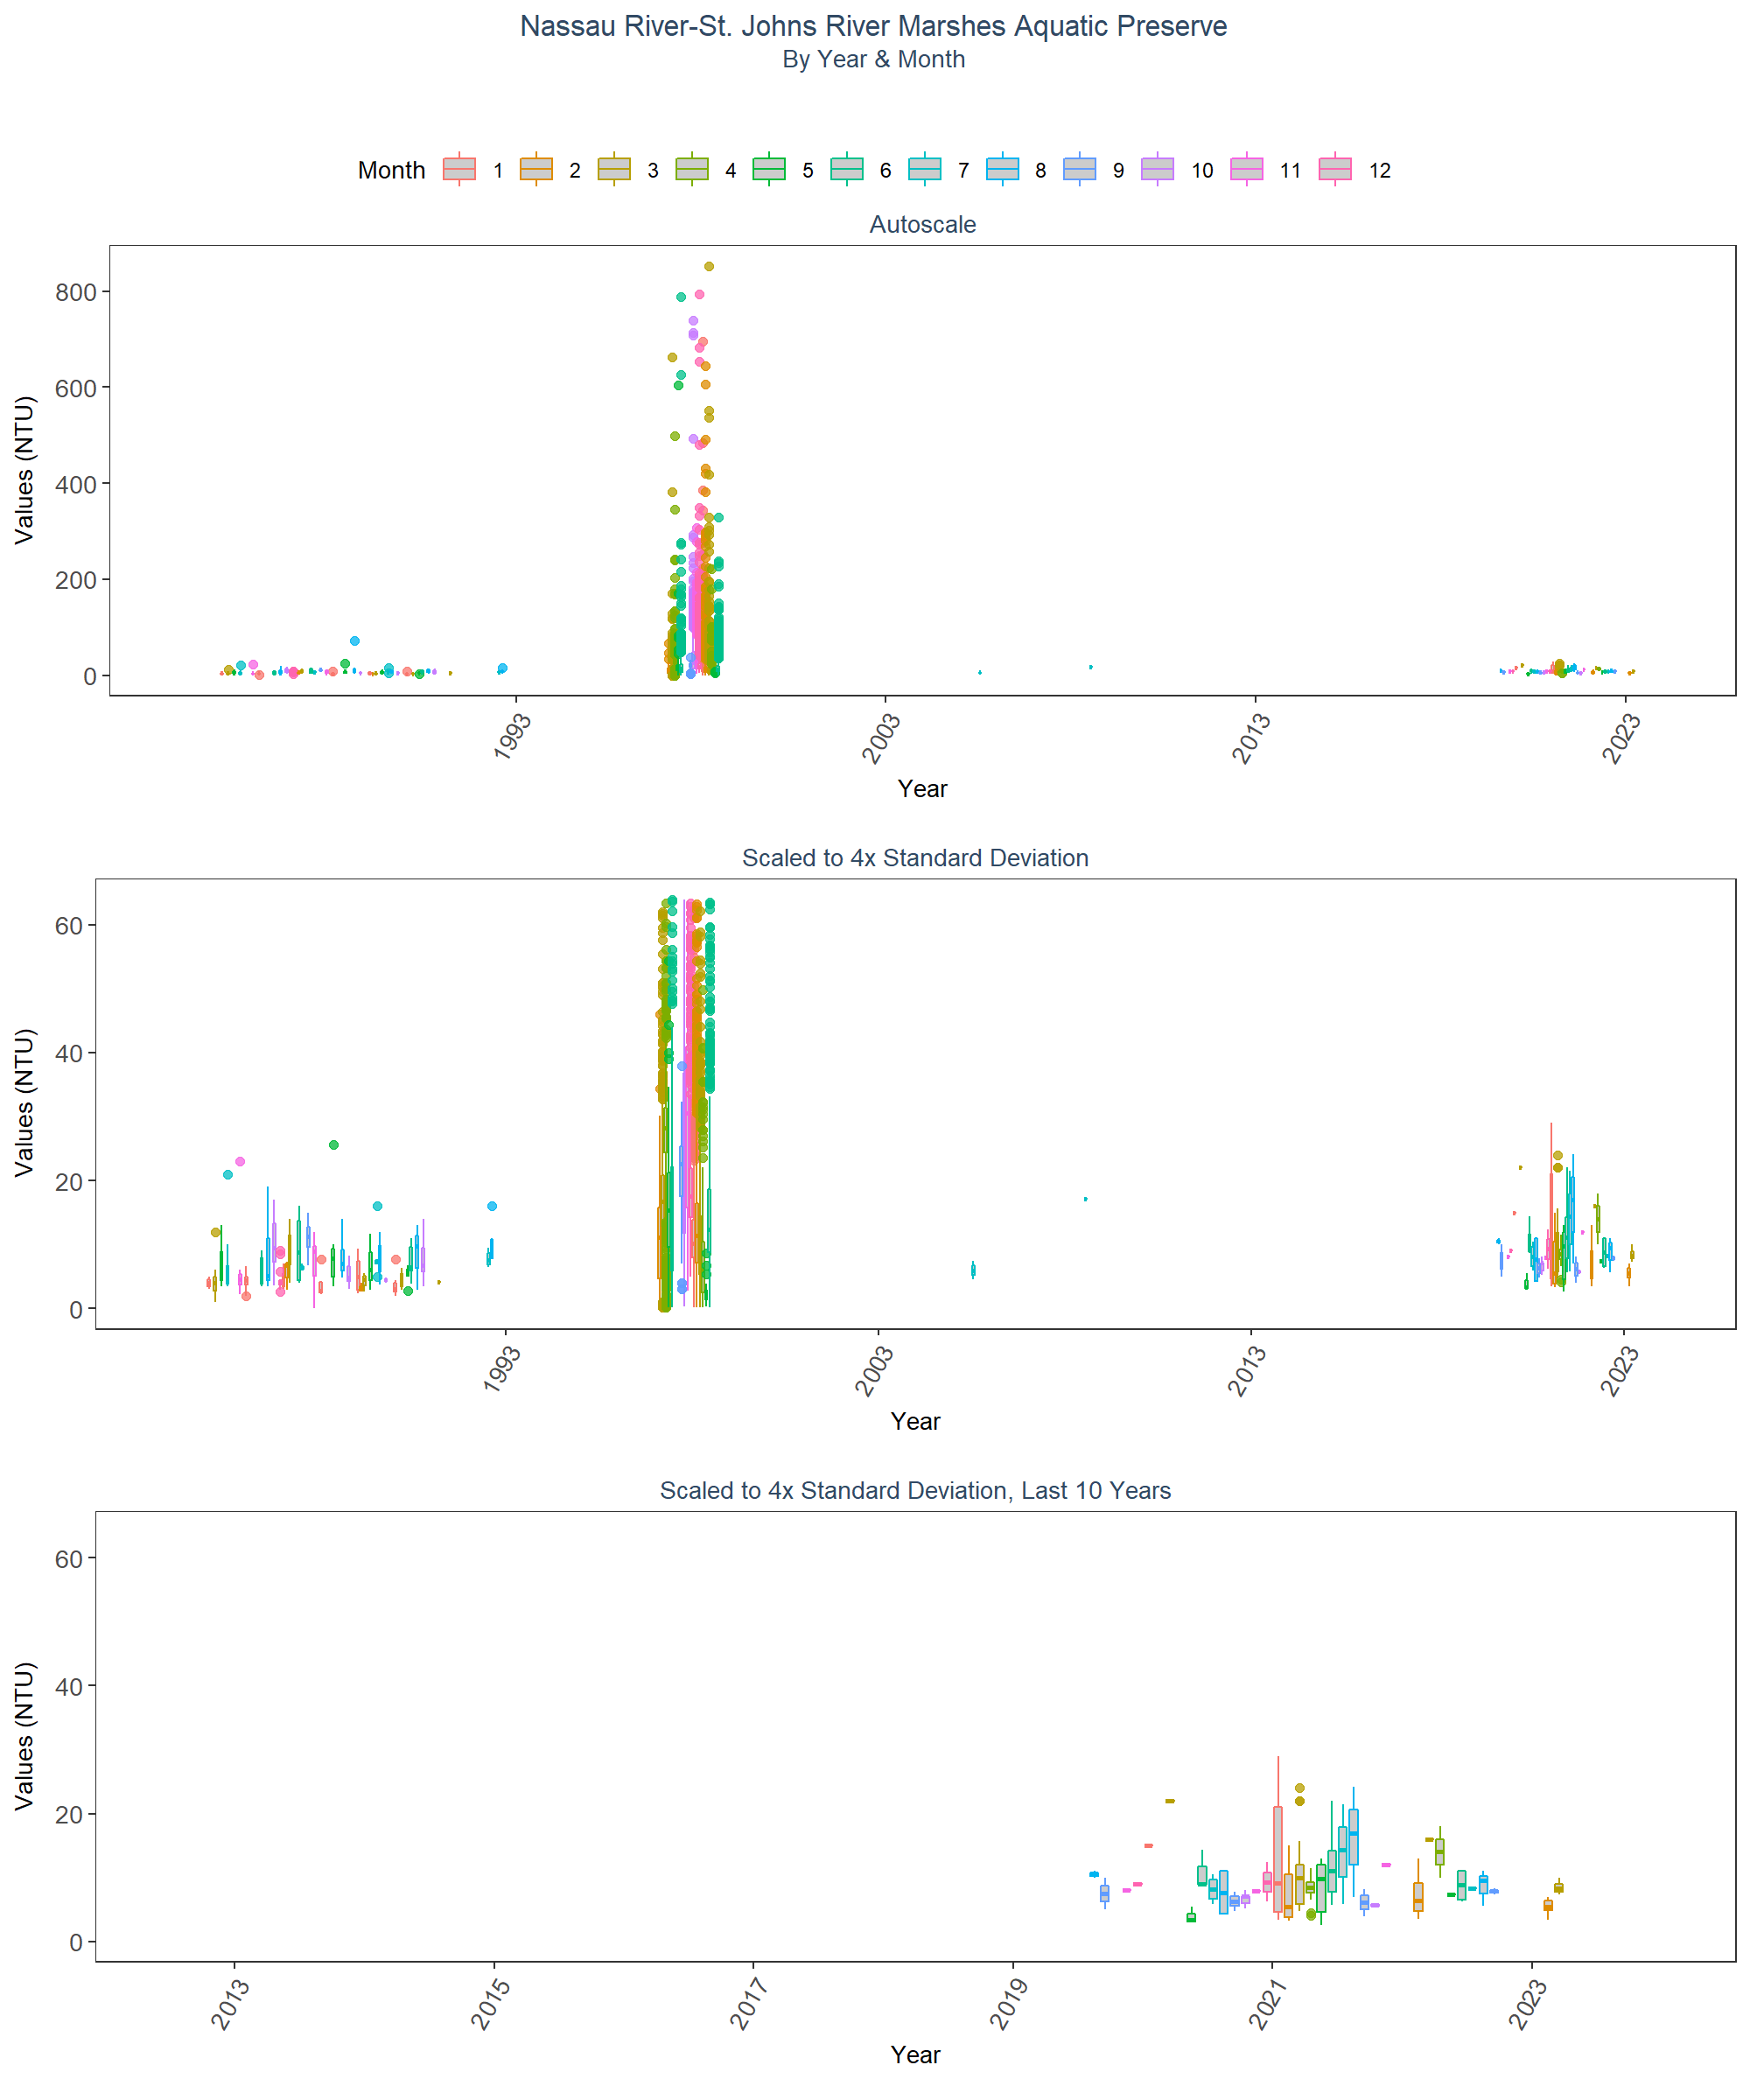 Nassau River-St. Johns River Marshes Aquatic Preserve
By Year & Month
Month 1 2 3 4 5 6 7 8 9 10 11 12
Autoscale
Values (NTU)
800
600
400
200
0
1993 2003 2013 2023
Year
Scaled to 4x Standard Deviation
Values (NTU)
60
40
20
0
1993 2003 2013 2023
Year
Scaled to 4x Standard Deviation, Last 10 Years
Values (NTU)
60
40
20
0
2013 2015 2017 2019 2021 2023
Year